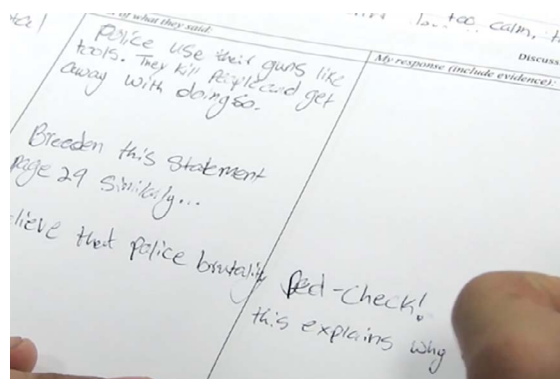 too calm,
Discuss
of what they said:
My response (include evidence):
Police use their guns like
tools. They kill people and get
away with doing so.
Breeden this statement
page 29 Similarly...
lieve that police brutality
Red-Check!
this explains why